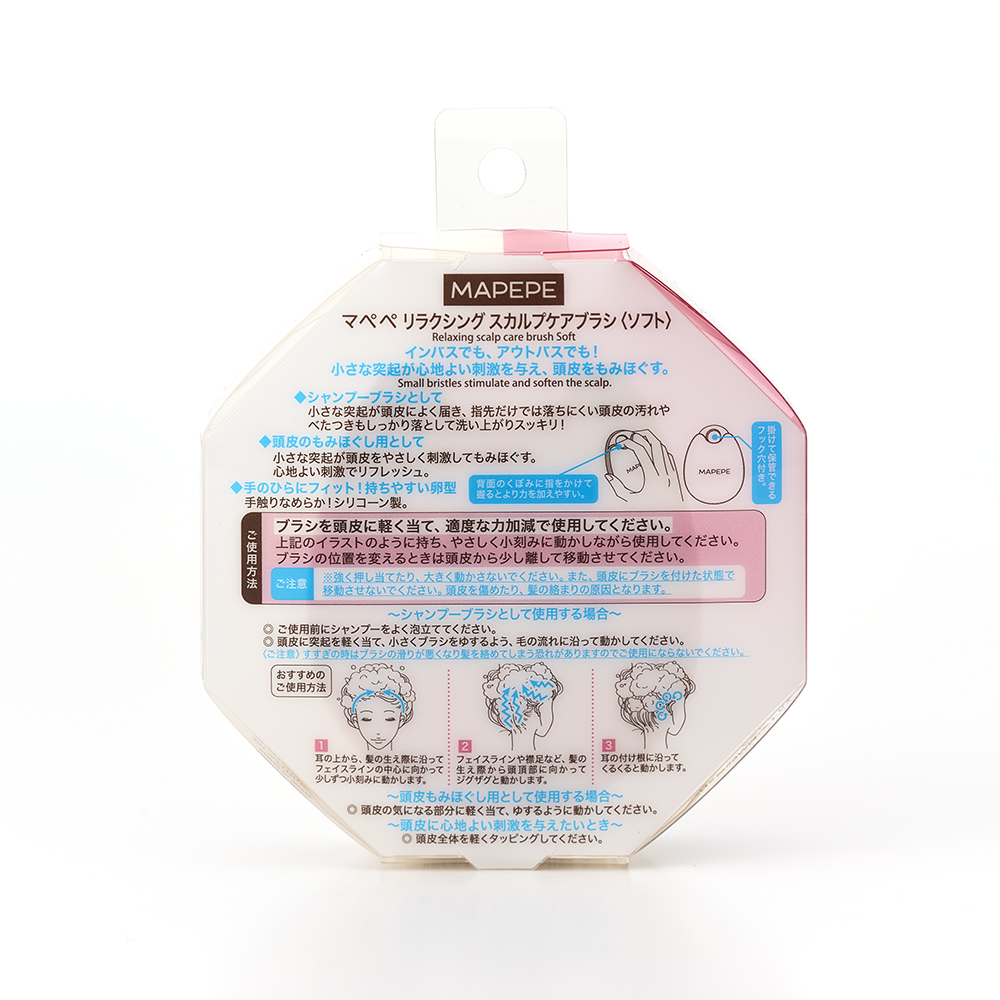 MAPEPE
マペペ リラクシング スカルプケアブラシ〈ソフト〉
Relaxing scalp care brush Soft
インバスでも、アウトバスでも！
小さな突起が心地よい刺激を与え、頭皮をもみほぐす。
Small bristles stimulate and soften the scalp.
◆シャンプーブラシとして
小さな突起が頭皮によく届き、指先だけでは落ちにくい頭皮の汚れや
べたつきもしっかり落として洗い上がりスッキリ！
◆頭皮のもみほぐし用として
小さな突起が頭皮をやさしく刺激してもみほぐす。
心地よい刺激でリフレッシュ。
◆手のひらにフィット！持ちやすい卵型
手触りなめらか！シリコーン製。
背面のくぼみに指をかけて
握るとより力を加えやすい。
MAP
MAPEPE
掛けて保管できる
フック穴付き。
ご使用方法
ブラシを頭皮に軽く当て、適度な力加減で使用してください。
上記のイラストのように持ち、やさしく小刻みに動かしながら使用してください。
ブラシの位置を変えるときは頭皮から少し離して移動させてください。
ご注意
※強く押し当てたり、大きく動かさないでください。また、頭皮にブラシを付けた状態で
移動させないでください。頭皮を傷めたり、髪の絡まりの原因となります。
〜シャンプーブラシとして使用する場合〜
◎ ご使用前にシャンプーをよく泡立ててください。
◎ 頭皮に突起を軽く当て、小さくブラシをゆするよう、毛の流れに沿って動かしてください。
〈ご注意〉すすぎの時はブラシの滑りが悪くなり髪を絡めてしまう恐れがありますのでご使用にならないでください。
おすすめの
ご使用方法
1
耳の上から、髪の生え際に沿って
フェイスラインの中心に向かって
少しずつ小刻みに動かします。
2
フェイスラインや襟足など、髪の
生え際から頭頂部に向かって
ジグザグと動かします。
3
耳の付け根に沿って
くるくると動かします。
〜頭皮もみほぐし用として使用する場合〜
◎ 頭皮の気になる部分に軽く当て、ゆするように動かしてください。
〜頭皮に心地よい刺激を与えたいとき〜
◎ 頭皮全体を軽くタッピングしてください。